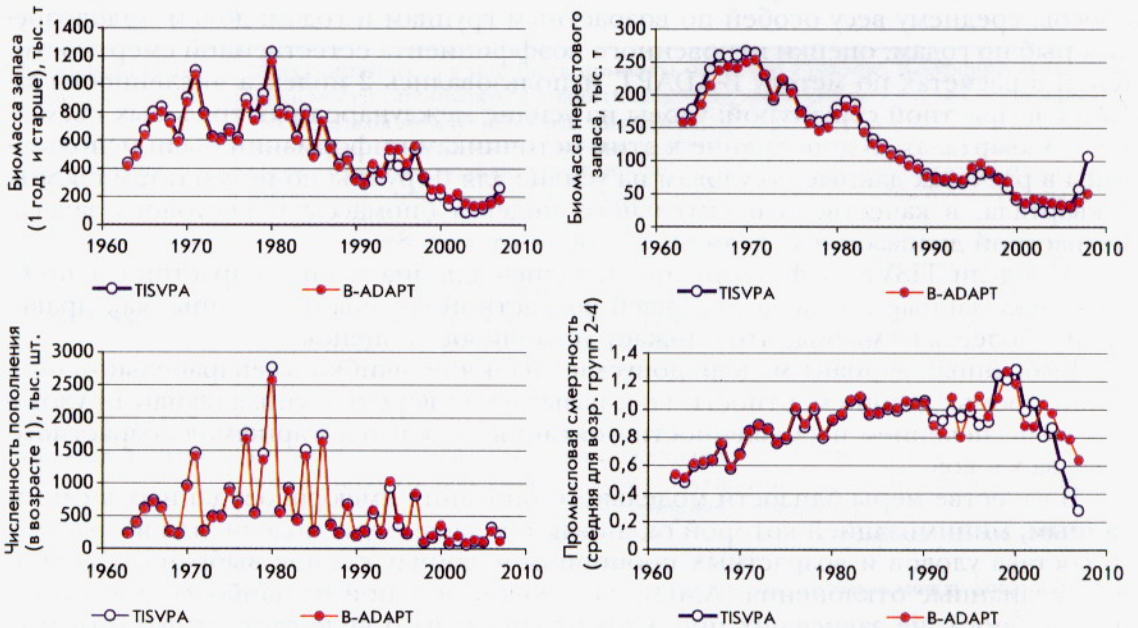 Биомасса запаса
(1 год и старше), тыс. т
1400
1200
1000
800
600
400
200
0
1960 1970 1980 1990 2000 2010
TISVPA B-ADAPT
Биомасса нерестового
запаса, тыс. т
300
250
200
150
100
50
0
1960 1970 1980 1990 2000 2010
TISVPA B-ADAPT
Численность пополнения
(в возрасте 1), тыс. шт.
3000
2500
2000
1500
1000
500
0
1960 1970 1980 1990 2000 2010
TISVPA B-ADAPT
Промысловая смертность
(средняя для возр. групп 2-4)
1,4
1,2
1,0
0,8
0,6
0,4
0,2
0
1960 1970 1980 1990 2000 2010
TISVPA B-ADAPT